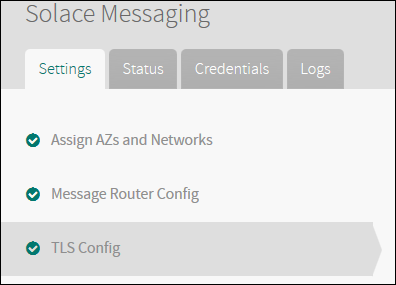 Solace Messaging
Settings Status Credentials Logs
Assign AZs and Networks
Message Router Config
TLS Config